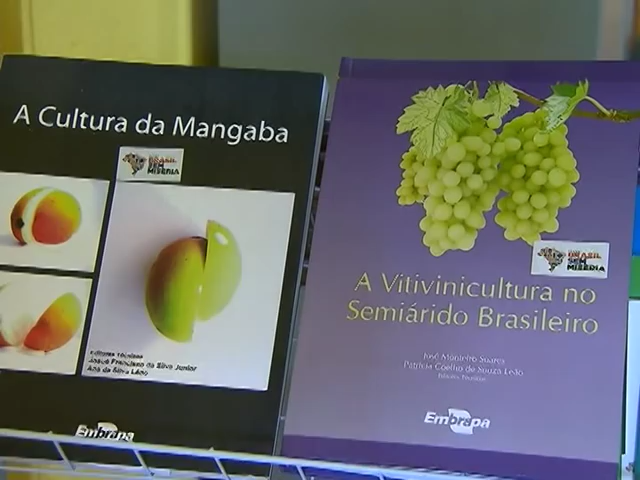 A Cultura da Mangaba
BRASIL
SEM
MISÉRIA
Editores Técnicos
Josué Francisco da Silva Junior
Ana da Silva Lédo
Embrapa
BRASIL
SEM
MISÉRIA
A Vitivinicultura no
Semiárido Brasileiro
José Monteiro Soares
Patrícia Coelho de Souza Leão
Editores Técnicos
Embrapa